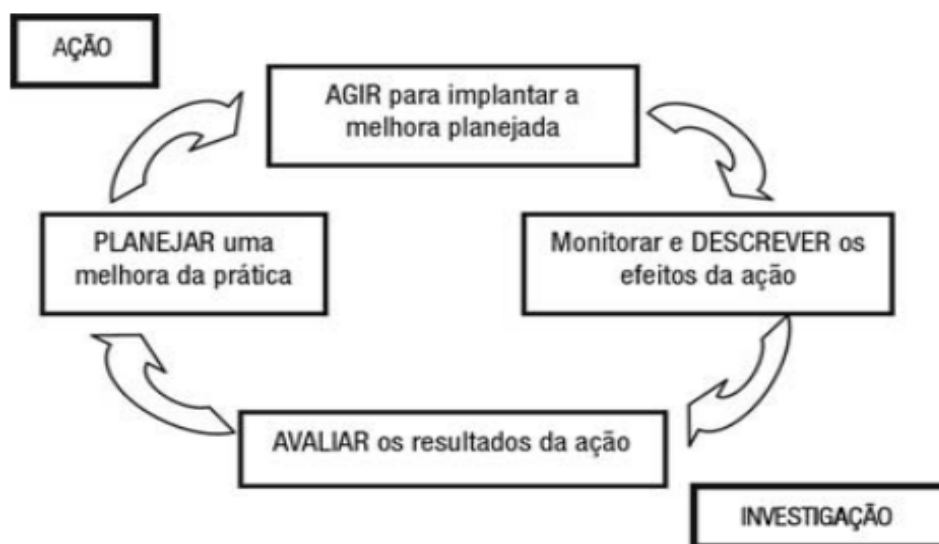 AÇÃO
AGIR para implantar a
melhora planejada
PLANEJAR uma
melhora da prática
Monitorar e DESCREVER os
efeitos da ação
AVALIAR os resultados da ação
INVESTIGAÇÃO